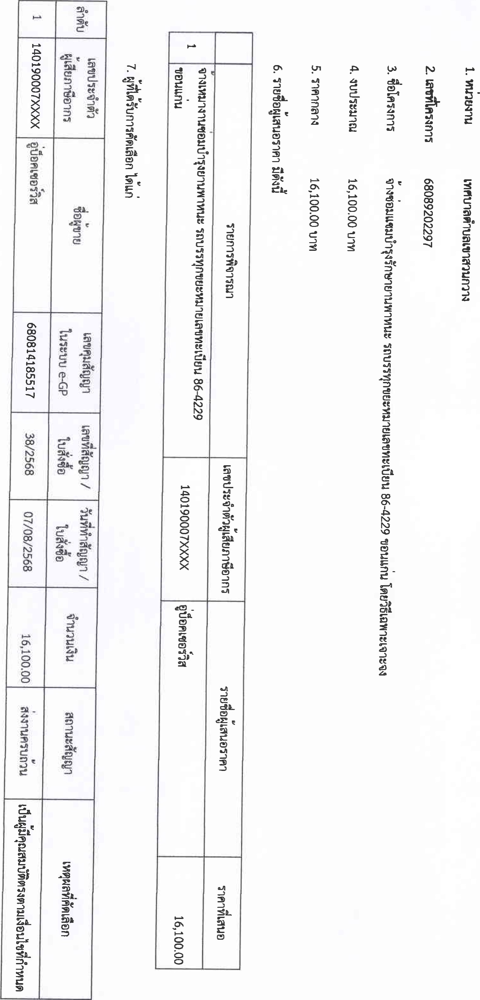 1. หน่วยงาน เทศบาลตำบลเขาสวนกวาง
2. เลขที่โครงการ 68089202297
3. ชื่อโครงการ จ้างซ่อมแซมบำรุงรักษายานพาหนะ รถบรรทุกขยะหมายเลขทะเบียน 86-4229 ขอนแก่น โดยวิธีเฉพาะเจาะจง
4. งบประมาณ 16,100.00 บาท
5. ราคากลาง 16,100.00 บาท
6. รายชื่อผู้เสนอราคา มีดังนี้
รายการพิจารณา เลขประจำตัวผู้เสียภาษีอากร รายชื่อผู้เสนอราคา ราคาที่เสนอ
1 จ้างเหมางานซ่อมบำรุงยานพาหนะ รถบรรทุกขยะหมายเลขทะเบียน 86-4229 140190007XXXX อู่บ๊อคเซอร์วิส 16,100.00
ขอนแก่น
7. ผู้ที่ได้รับการคัดเลือก ได้แก่
ลำดับ เลขประจำตัว ชื่อผู้ขาย เลขคุมสัญญา เลขที่สัญญา / วันที่ทำสัญญา / จำนวนเงิน สถานะสัญญา เหตุผลที่คัดเลือก
ผู้เสียภาษีอากร ในระบบ e-GP ใบสั่งซื้อ ใบสั่งซื้อ
1 140190007XXXX อู่บ๊อคเซอร์วิส 680814185517 38/2568 07/08/2568 16,100.00 ส่งงานครบถ้วน เป็นผู้มีคุณสมบัติตรงตามเงื่อนไขที่กำหนด